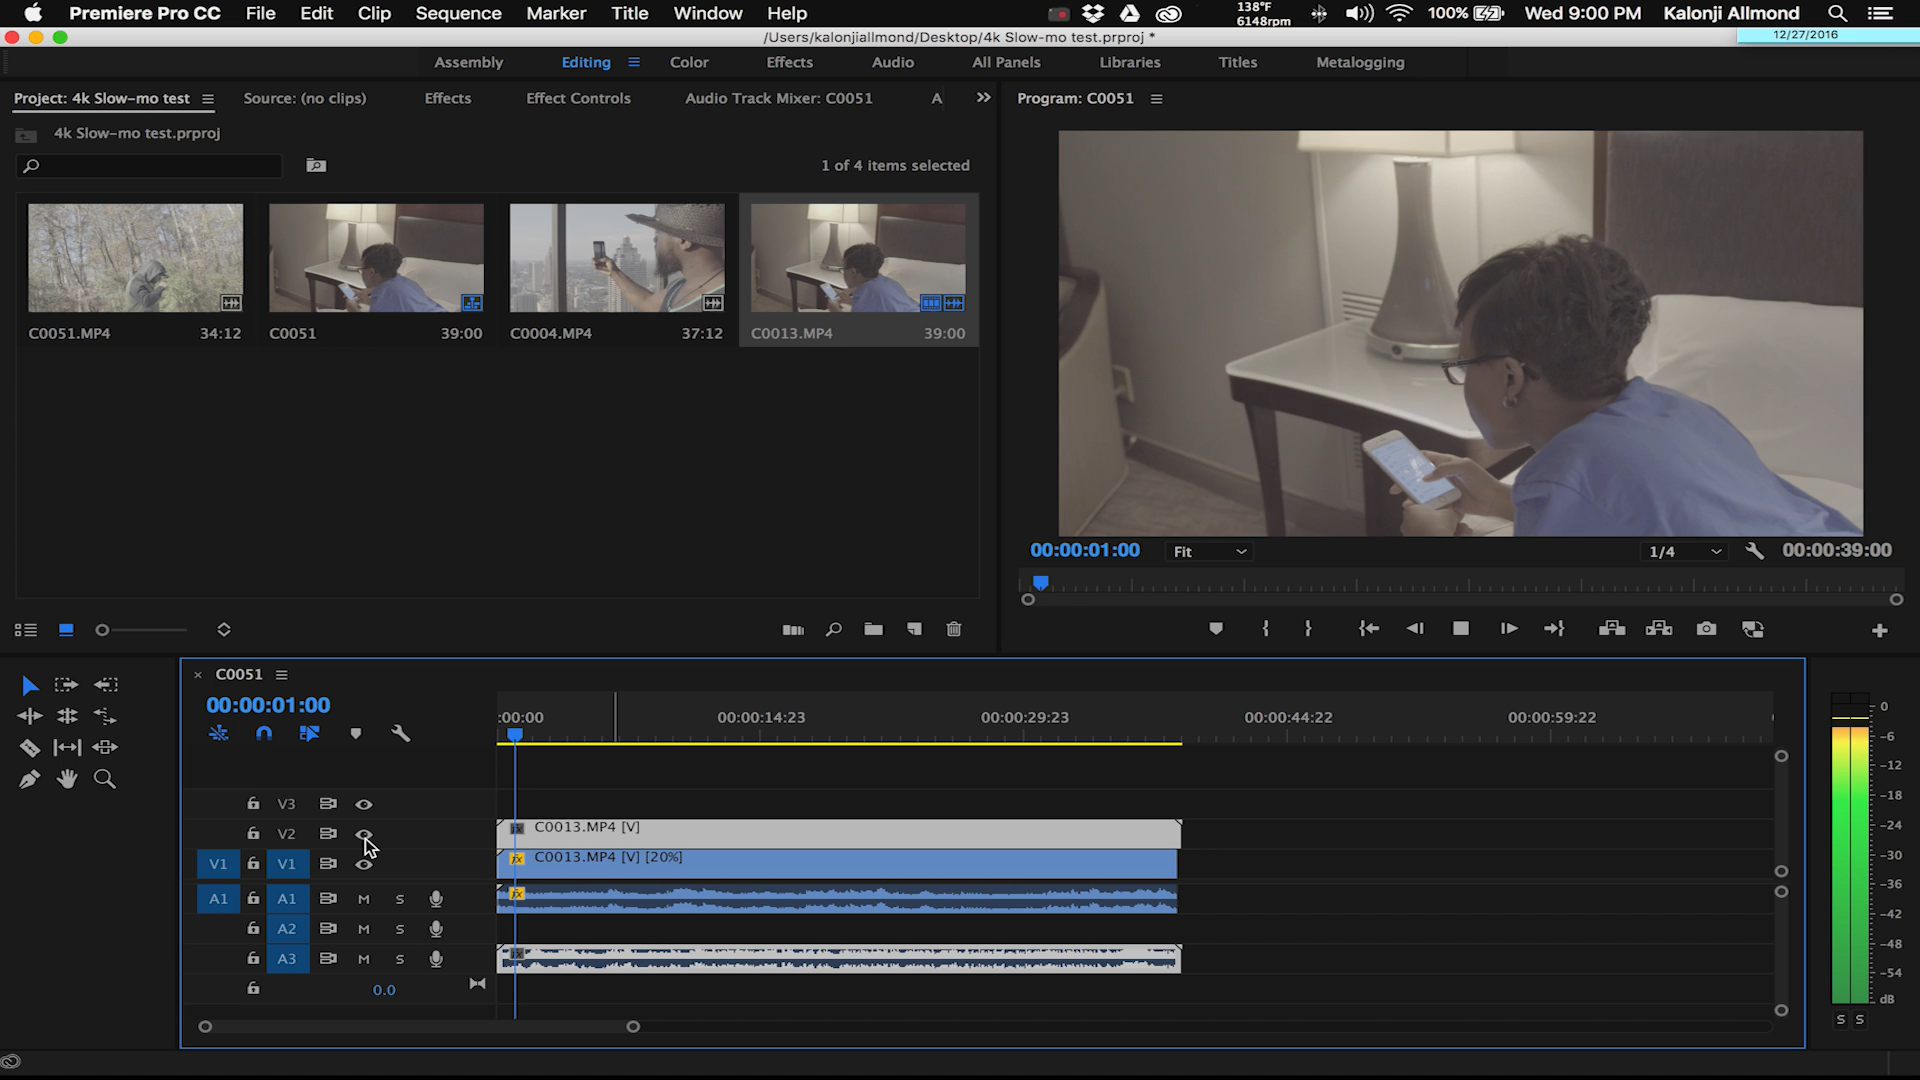 Premiere Pro CC File Edit Clip Sequence Marker Title Window Help 138°F 6148rpm 100% Wed 9:00 PM Kalonji Allmond
/Users/kalonjiallmond/Desktop/4k Slow-mo test.prproj *
12/27/2016
Assembly Editing Color Effects Audio All Panels Libraries Titles Metalogging
Project: 4k Slow-mo test Source: (no clips) Effects Effect Controls Audio Track Mixer: C0051 A
Program: C0051
4k Slow-mo test.prproj
1 of 4 items selected
C0051.MP4 34:12 C0051 39:00 C0004.MP4 37:12 C0013.MP4 39:00
00:00:01:00 Fit 1/4 00:00:39:00
C0051
00:00:01:00
:00:00 00:00:14:23 00:00:29:23 00:00:44:22 00:00:59:22
V3
V2 C0013.MP4 [V]
V1 V1 C0013.MP4 [V] [20%]
fx
A1 A1 M S fx
A2 M S
A3 M S
0.0
0
-6
-12
-18
-24
-30
-36
-42
-48
-54
dB
S S